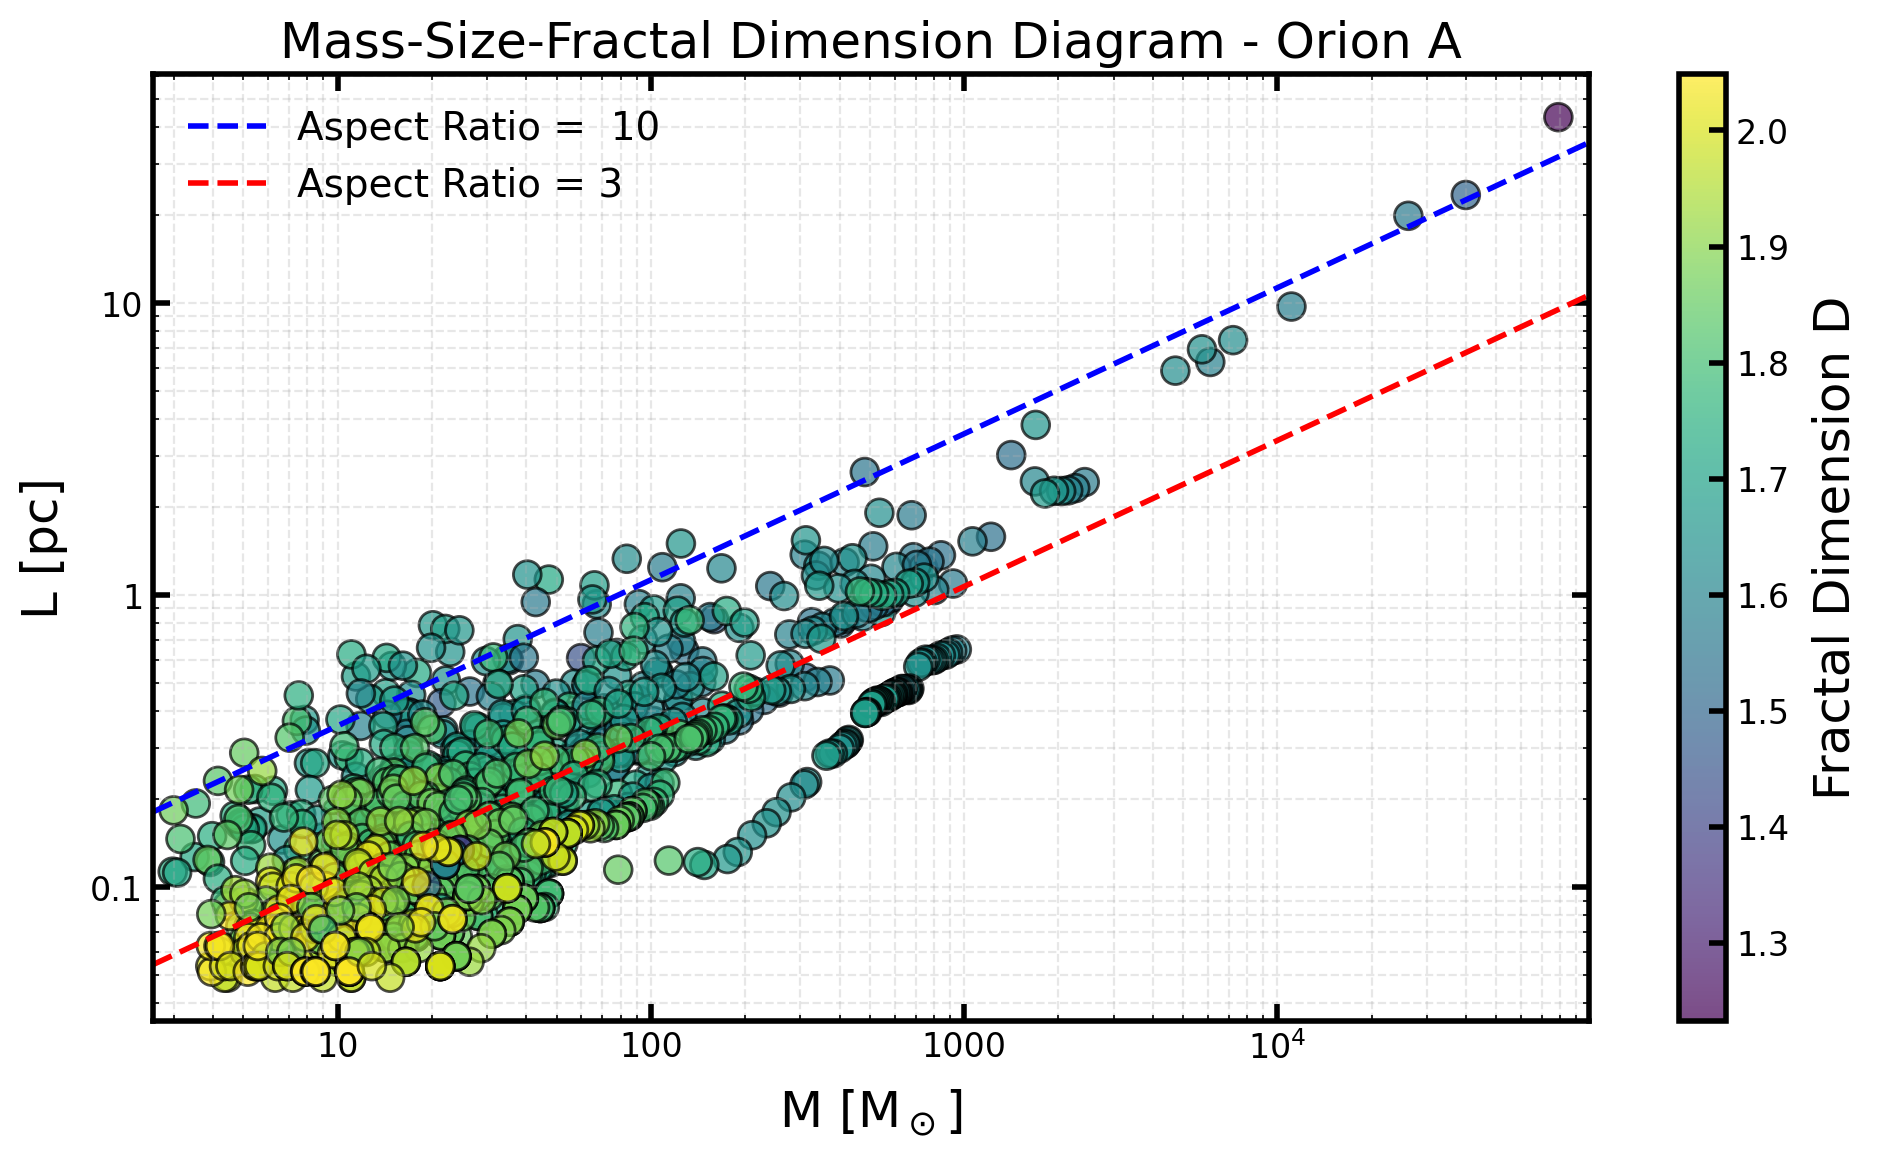 Mass-Size-Fractal Dimension Diagram - Orion A
Aspect Ratio =  10
Aspect Ratio = 3
L [pc]
10
1
0.1
10
100
1000
10⁴
M [M⊙]
2.0
1.9
1.8
1.7
1.6
1.5
1.4
1.3
Fractal Dimension D